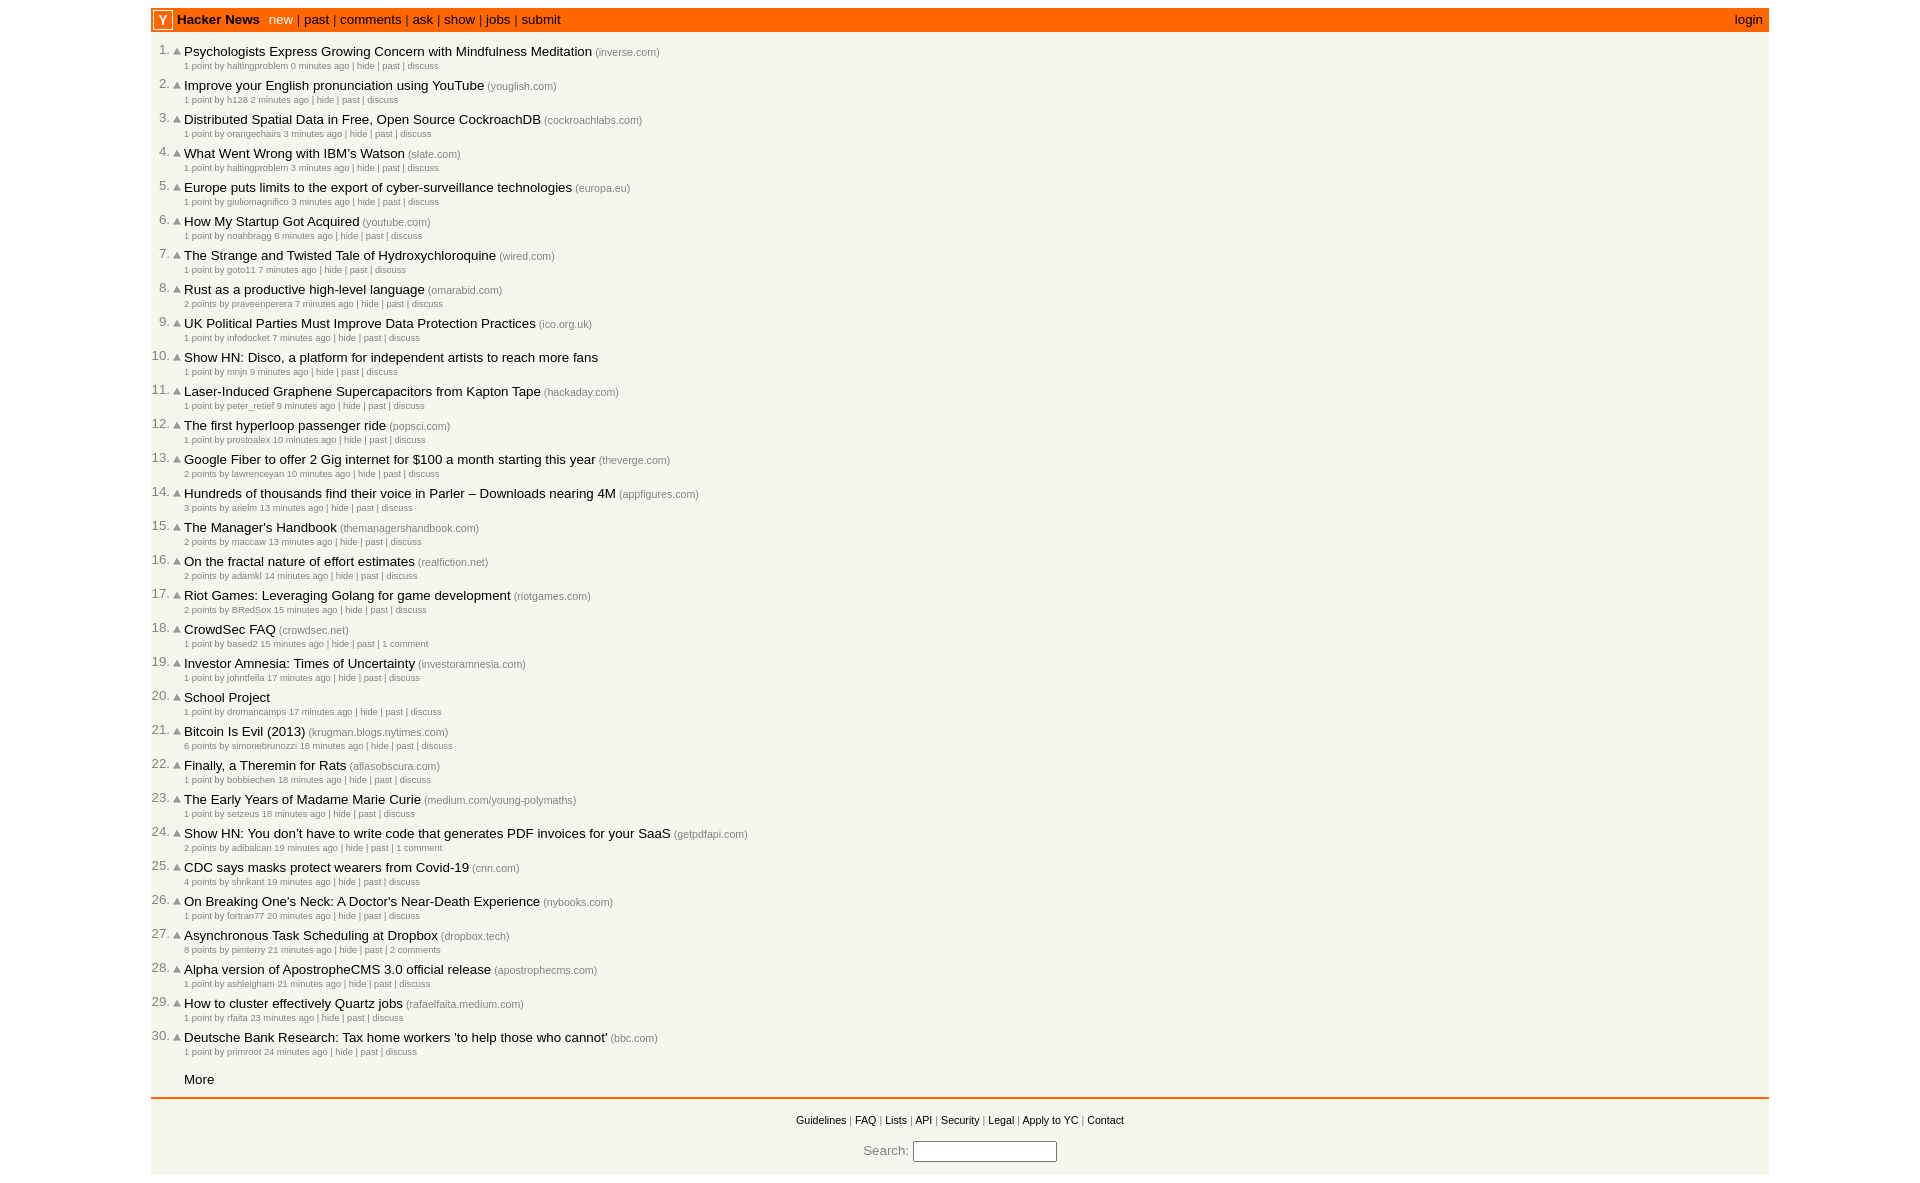 Y Hacker News new | past | comments | ask | show | jobs | submit login
1. Psychologists Express Growing Concern with Mindfulness Meditation (inverse.com)
1 point by haltingproblem 0 minutes ago | hide | past | discuss
2. Improve your English pronunciation using YouTube (youglish.com)
1 point by h128 2 minutes ago | hide | past | discuss
3. Distributed Spatial Data in Free, Open Source CockroachDB (cockroachlabs.com)
1 point by orangechairs 3 minutes ago | hide | past | discuss
4. What Went Wrong with IBM’s Watson (slate.com)
1 point by haltingproblem 3 minutes ago | hide | past | discuss
5. Europe puts limits to the export of cyber-surveillance technologies (europa.eu)
1 point by giuliomagnifico 3 minutes ago | hide | past | discuss
6. How My Startup Got Acquired (youtube.com)
1 point by noahbragg 6 minutes ago | hide | past | discuss
7. The Strange and Twisted Tale of Hydroxychloroquine (wired.com)
1 point by goto11 7 minutes ago | hide | past | discuss
8. Rust as a productive high-level language (omarabid.com)
2 points by praveenperera 7 minutes ago | hide | past | discuss
9. UK Political Parties Must Improve Data Protection Practices (ico.org.uk)
1 point by infodocket 7 minutes ago | hide | past | discuss
10. Show HN: Disco, a platform for independent artists to reach more fans
1 point by mnjn 9 minutes ago | hide | past | discuss
11. Laser-Induced Graphene Supercapacitors from Kapton Tape (hackaday.com)
1 point by peter_retief 9 minutes ago | hide | past | discuss
12. The first hyperloop passenger ride (popsci.com)
1 point by prostoalex 10 minutes ago | hide | past | discuss
13. Google Fiber to offer 2 Gig internet for $100 a month starting this year (theverge.com)
2 points by lawrenceyan 10 minutes ago | hide | past | discuss
14. Hundreds of thousands find their voice in Parler – Downloads nearing 4M (appfigures.com)
3 points by arielm 13 minutes ago | hide | past | discuss
15. The Manager's Handbook (themanagershandbook.com)
2 points by maccaw 13 minutes ago | hide | past | discuss
16. On the fractal nature of effort estimates (realfiction.net)
2 points by adamkl 14 minutes ago | hide | past | discuss
17. Riot Games: Leveraging Golang for game development (riotgames.com)
2 points by BRedSox 15 minutes ago | hide | past | discuss
18. CrowdSec FAQ (crowdsec.net)
1 point by based2 15 minutes ago | hide | past | 1 comment
19. Investor Amnesia: Times of Uncertainty (investoramnesia.com)
1 point by johntfella 17 minutes ago | hide | past | discuss
20. School Project
1 point by dromancamps 17 minutes ago | hide | past | discuss
21. Bitcoin Is Evil (2013) (krugman.blogs.nytimes.com)
6 points by simonebrunozzi 18 minutes ago | hide | past | discuss
22. Finally, a Theremin for Rats (atlasobscura.com)
1 point by bobbiechen 18 minutes ago | hide | past | discuss
23. The Early Years of Madame Marie Curie (medium.com/young-polymaths)
1 point by setzeus 18 minutes ago | hide | past | discuss
24. Show HN: You don’t have to write code that generates PDF invoices for your SaaS (getpdfapi.com)
2 points by adibalcan 19 minutes ago | hide | past | 1 comment
25. CDC says masks protect wearers from Covid-19 (cnn.com)
4 points by shrikant 19 minutes ago | hide | past | discuss
26. On Breaking One's Neck: A Doctor's Near-Death Experience (nybooks.com)
1 point by fortran77 20 minutes ago | hide | past | discuss
27. Asynchronous Task Scheduling at Dropbox (dropbox.tech)
8 points by pimterry 21 minutes ago | hide | past | 2 comments
28. Alpha version of ApostropheCMS 3.0 official release (apostrophecms.com)
1 point by ashleigham 21 minutes ago | hide | past | discuss
29. How to cluster effectively Quartz jobs (rafaelfaita.medium.com)
1 point by rfaita 23 minutes ago | hide | past | discuss
30. Deutsche Bank Research: Tax home workers 'to help those who cannot' (bbc.com)
1 point by primroot 24 minutes ago | hide | past | discuss
More
Guidelines | FAQ | Lists | API | Security | Legal | Apply to YC | Contact
Search: